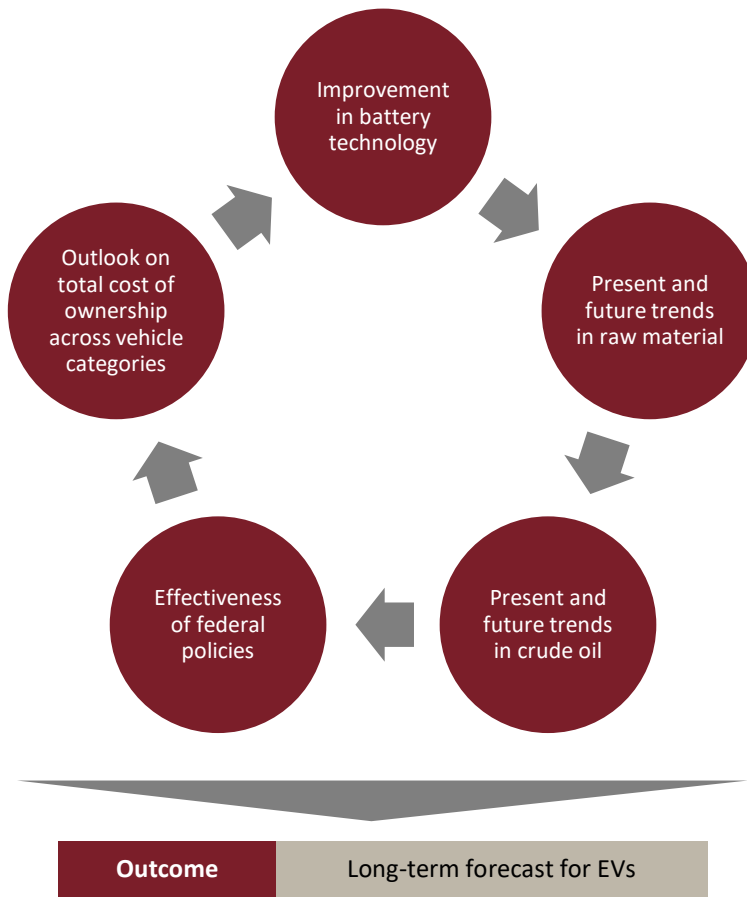 Improvement
in battery
technology
Present and
future trends
in raw material
Present and
future trends
in crude oil
Effectiveness
of federal
policies
Outlook on
total cost of
ownership
across vehicle
categories
Outcome
Long-term forecast for EVs